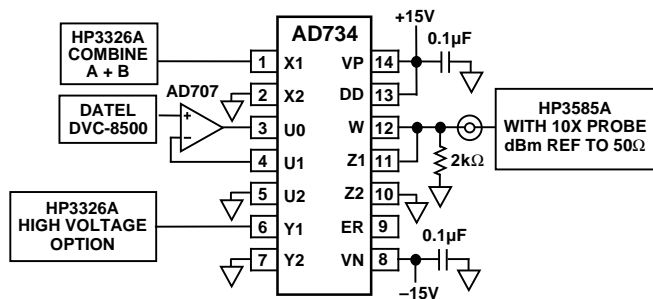 AD734
HP3326A
COMBINE
A + B
AD707
DATEL
DVC-8500
+
–
HP3326A
HIGH VOLTAGE
OPTION
1 X1
2 X2
3 U0
4 U1
5 U2
6 Y1
7 Y2
VP 14
DD 13
W 12
Z1 11
Z2 10
ER 9
VN 8
+15V
0.1µF
2kΩ
HP3585A
WITH 10X PROBE
dBm REF TO 50Ω
0.1µF
–15V